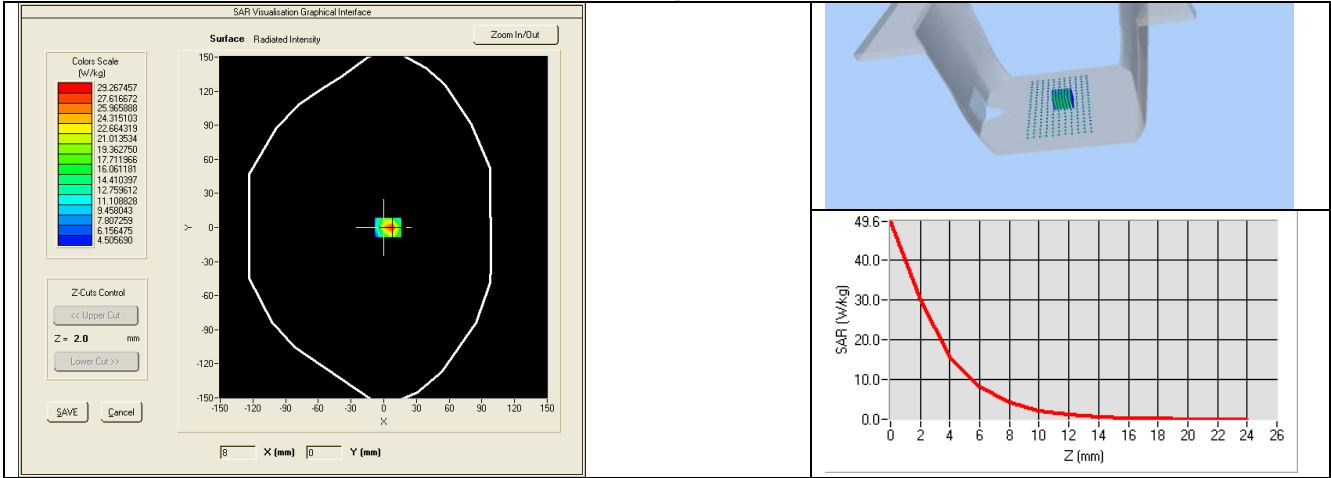 SAR Visualisation Graphical Interface
Surface Radiated Intensity
Zoom In/Out
Colors Scale
(W/kg)
29.267457
27.616672
25.965888
24.315103
22.664319
21.013534
19.362750
17.711966
16.061181
14.410397
12.759612
11.108828
9.458043
7.807259
6.156475
4.505690
Z-Cuts Control
<< Upper Cut
Z = 2.0 mm
Lower Cut >>
SAVE Cancel
150
120
90
60
30
Y 0
-30
-60
-90
-120
-150
-150 -120 -90 -60 -30 0 30 60 90 120 150
X
8 X (mm) 0 Y (mm)
49.6
40.0
30.0
20.0
10.0
0.0
SAR (W/kg)
0 2 4 6 8 10 12 14 16 18 20 22 24 26
Z (mm)